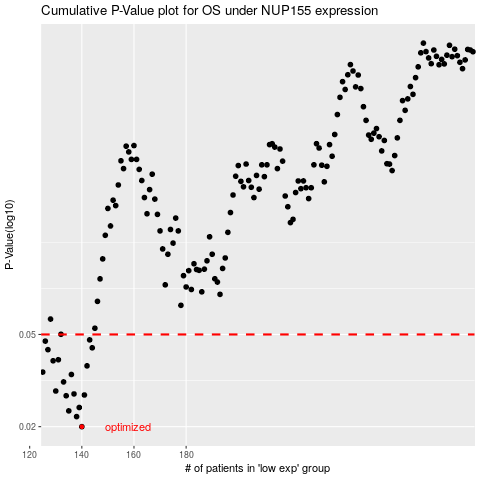 Cumulative P-Value plot for OS under NUP155 expression
P-Value(log10)
0.05
0.02
optimized
120 140 160 180
# of patients in 'low exp' group